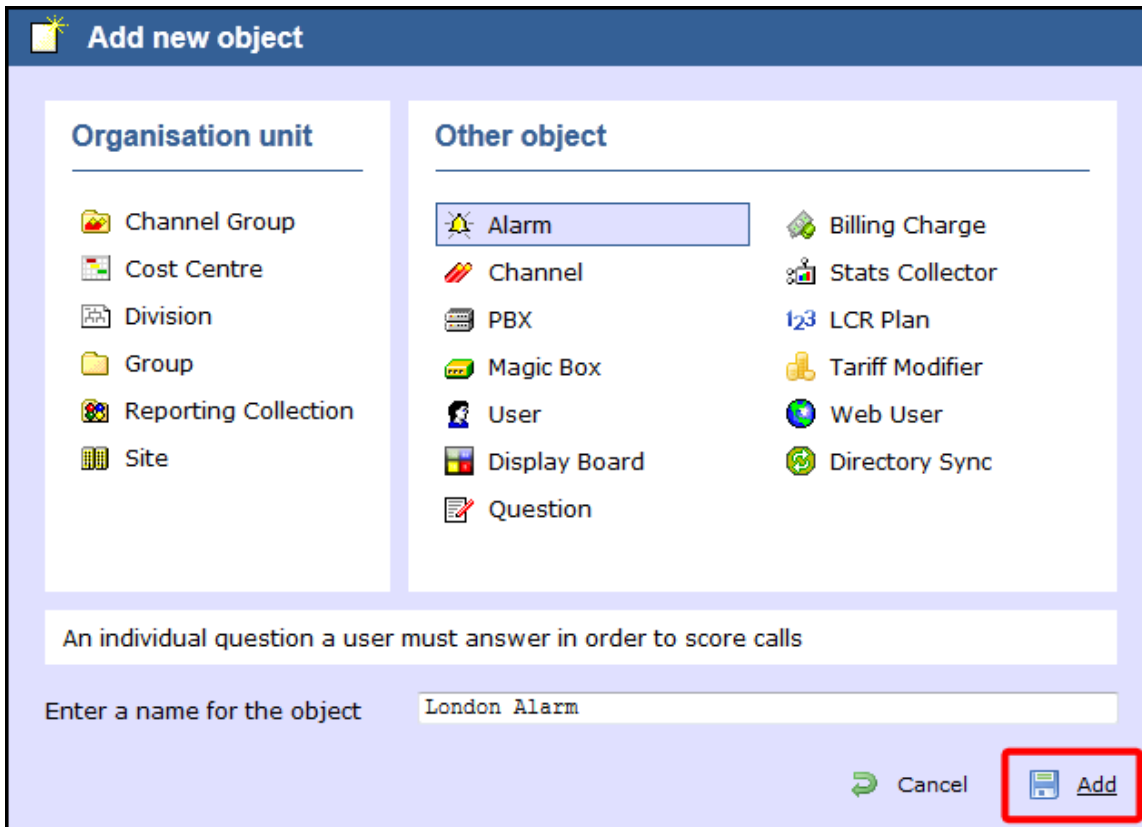 Add new object
Organisation unit
Channel Group
Cost Centre
Division
Group
Reporting Collection
Site
Other object
Alarm
Channel
PBX
Magic Box
User
Display Board
Question
Billing Charge
Stats Collector
123 LCR Plan
Tariff Modifier
Web User
Directory Sync
An individual question a user must answer in order to score calls
Enter a name for the object London Alarm
Cancel Add